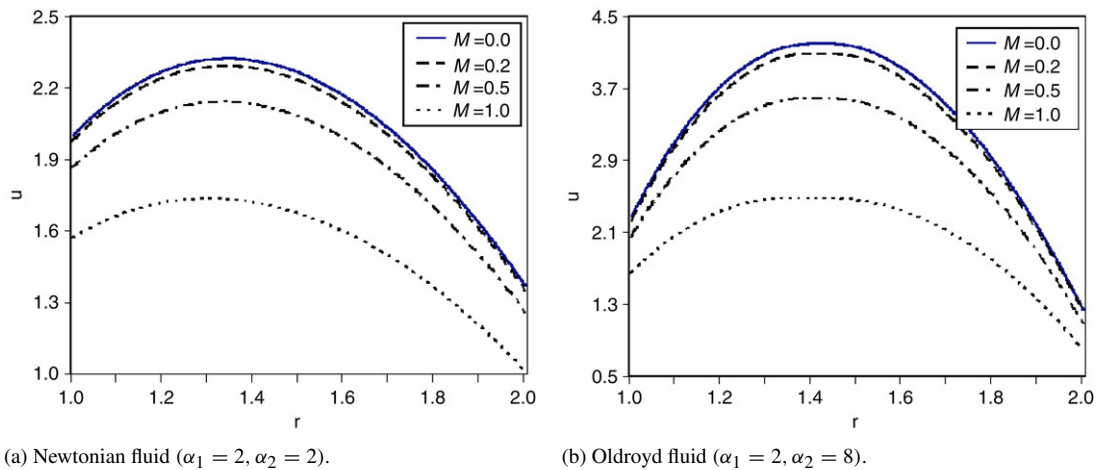 2.5
2.2
1.9
1.6
1.3
1.0
u
M=0.0
M=0.2
M=0.5
M=1.0
1.0 1.2 1.4 1.6 1.8 2.0
r
(a) Newtonian fluid (α1 = 2, α2 = 2).
4.5
3.7
2.9
2.1
1.3
0.5
u
M=0.0
M=0.2
M=0.5
M=1.0
1.0 1.2 1.4 1.6 1.8 2.0
r
(b) Oldroyd fluid (α1 = 2, α2 = 8).